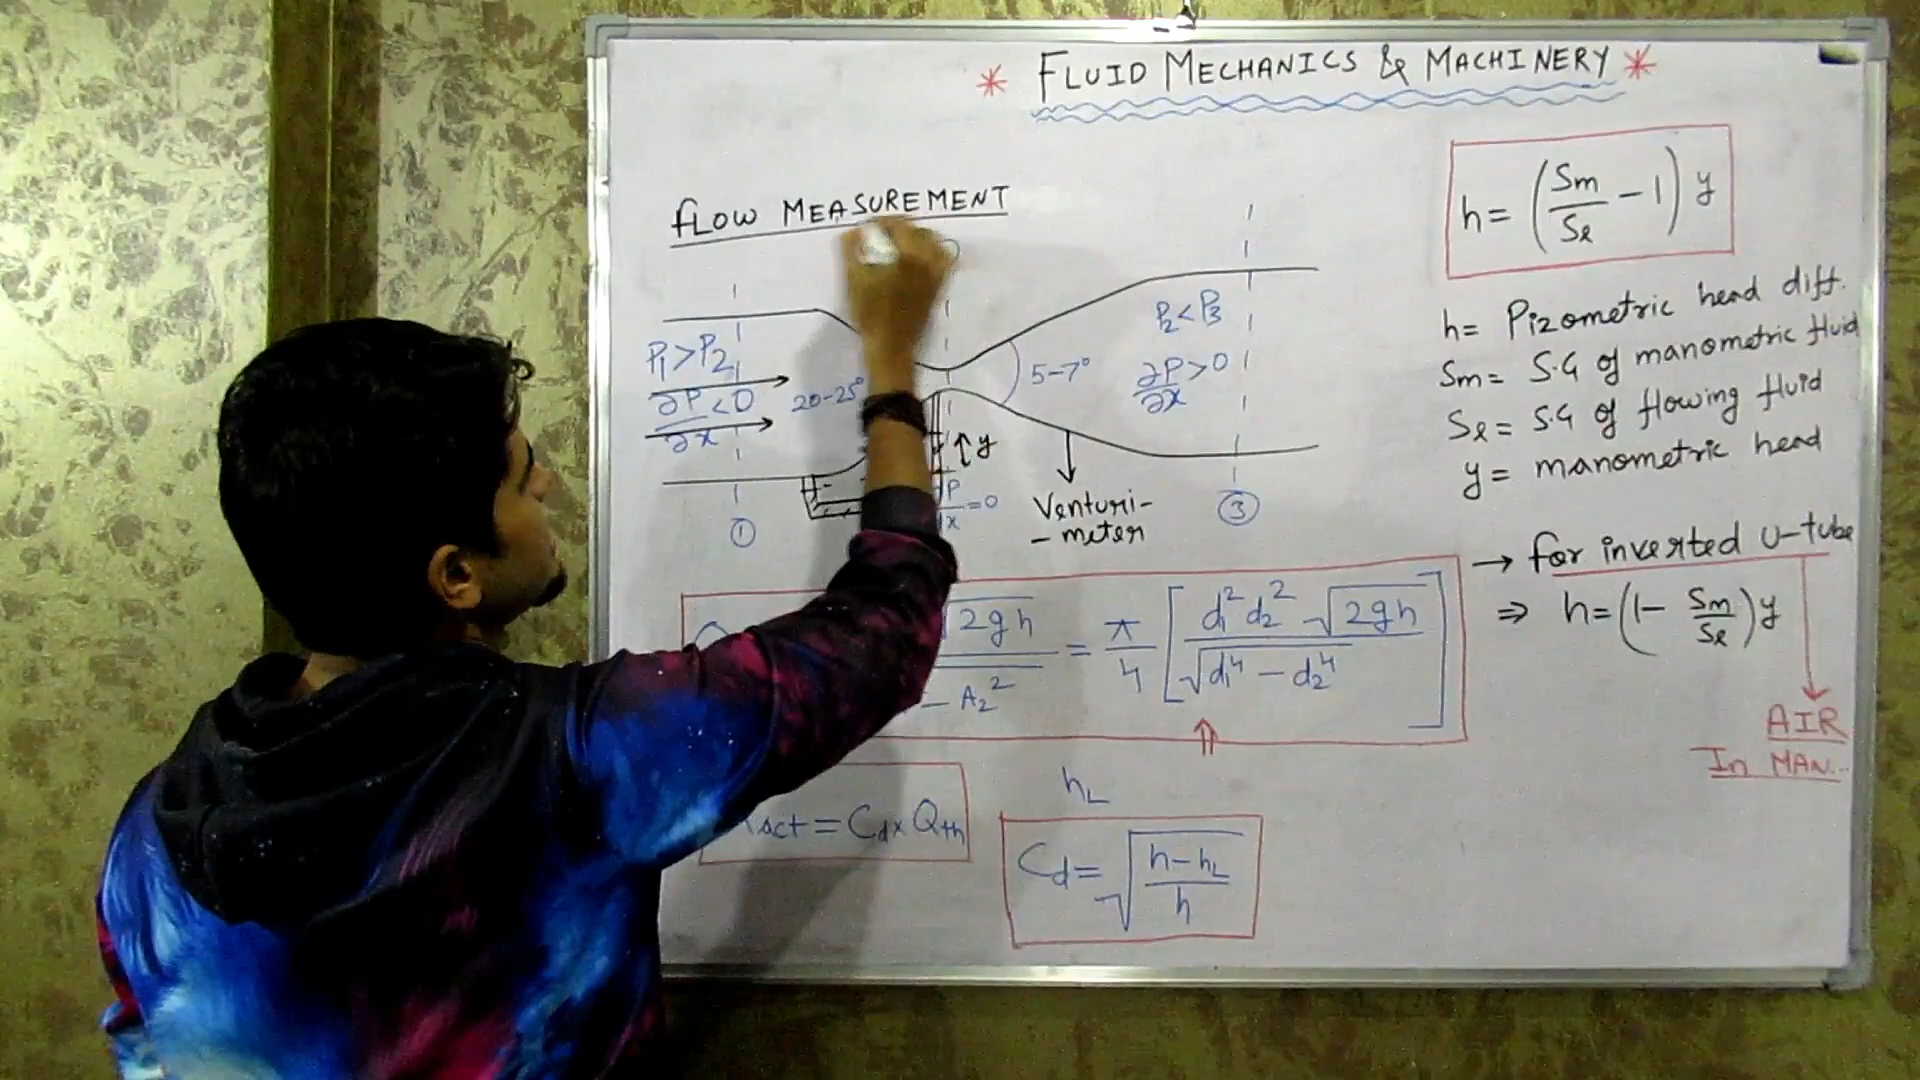 * FLUID MECHANICS & MACHINERY *
FLOW MEASUREMENT
P₁ > P₂
∂P/∂x < 0
20-25°
5-7°
P₂ < P₃
∂P/∂x > 0
y
= 0
Venturi-
- meter
①
③
√2gh / - A₂² = π/4 [ d₁² d₂² √2gh / √d₁⁴ - d₂⁴ ]
act = Cd x Qth
hL
Cd = √(h - hL / h)
h = (Sm/Sl - 1) y
h = Pizometric head diff.
Sm = S.G of manometric fluid
Sl = S.G of flowing fluid
y = manometric head
→ for inverted U-tube
⇒ h = (1 - Sm/Sl) y
AIR
In MAN..